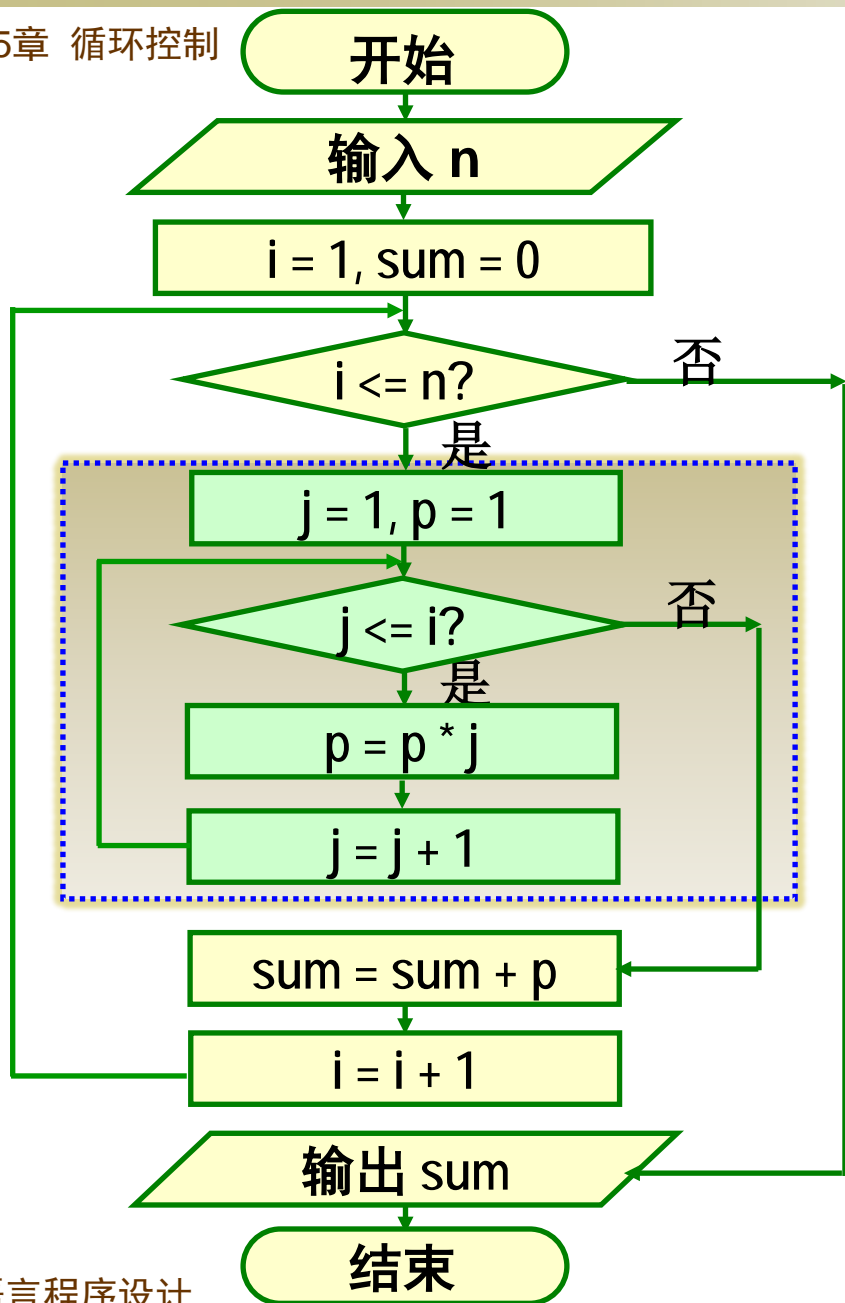 5章 循环控制
开始
输入 n
i = 1, sum = 0
i <= n?
否
是
j = 1, p = 1
j <= i?
否
是
p = p * j
j = j + 1
sum = sum + p
i = i + 1
输出 sum
结束
言程序设计